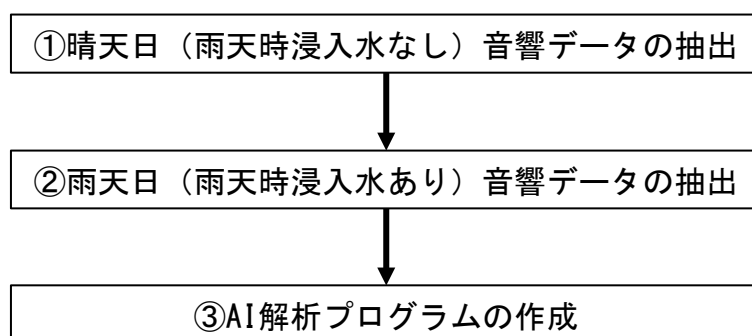 ①晴天日（雨天時浸入水なし）音響データの抽出
②雨天日（雨天時浸入水あり）音響データの抽出
③AI解析プログラムの作成